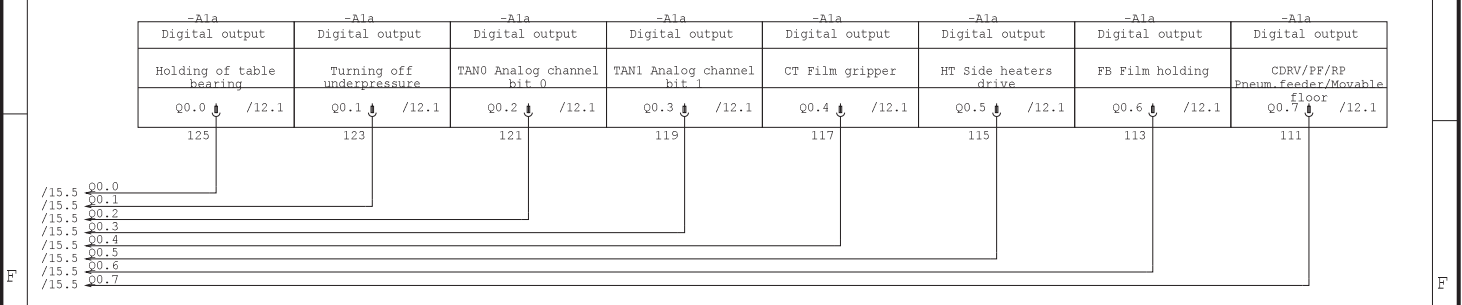 -A1a -A1a -A1a -A1a -A1a -A1a -A1a -A1a
Digital output Digital output Digital output Digital output Digital output Digital output Digital output Digital output
Holding of table Turning off TAN0 Analog channel TAN1 Analog channel CT Film gripper HT Side heaters FB Film holding CDRV/PF/RP
bearing underpressure bit 0 bit 1 drive Pneum.feeder/Movable
floor
Q0.0 /12.1 Q0.1 /12.1 Q0.2 /12.1 Q0.3 /12.1 Q0.4 /12.1 Q0.5 /12.1 Q0.6 /12.1 Q0.7 /12.1
125 123 121 119 117 115 113 111
/15.5 Q0.0
/15.5 Q0.1
/15.5 Q0.2
/15.5 Q0.3
/15.5 Q0.4
/15.5 Q0.5
/15.5 Q0.6
/15.5 Q0.7
F F